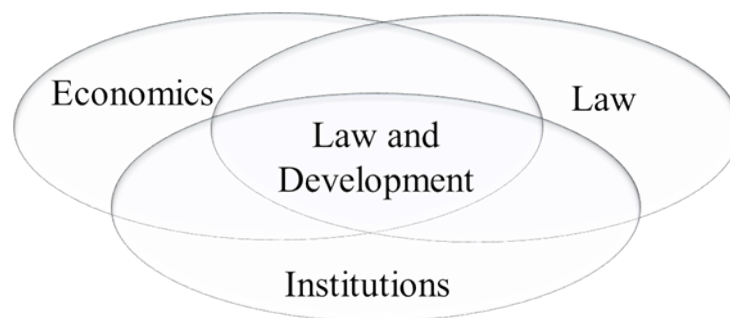 Economics
Law
Law and
Development
Institutions